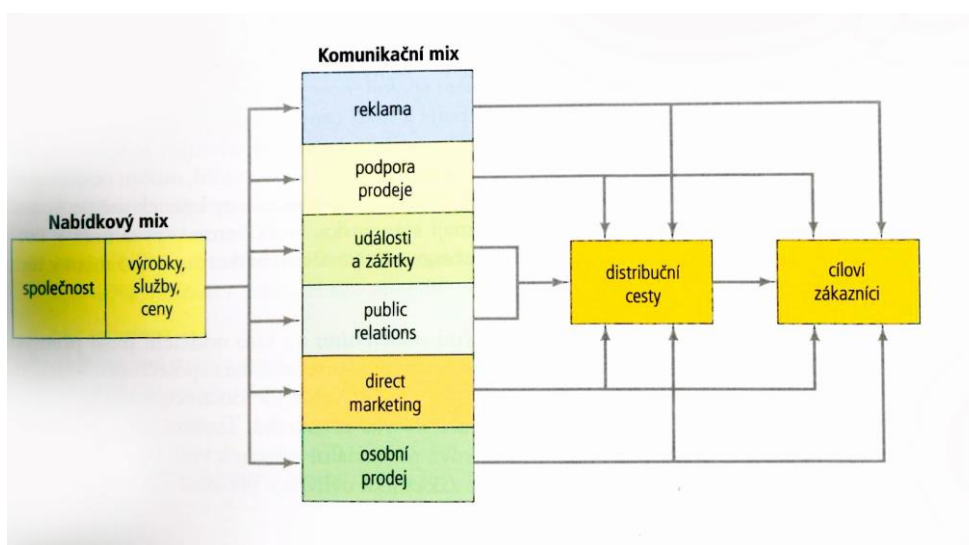 Komunikační mix
reklama
podpora
prodeje
Nabídkový mix
společnost
výrobky,
služby,
ceny
události
a zážitky
public
relations
direct
marketing
osobní
prodej
distribuční
cesty
cíloví
zákazníci